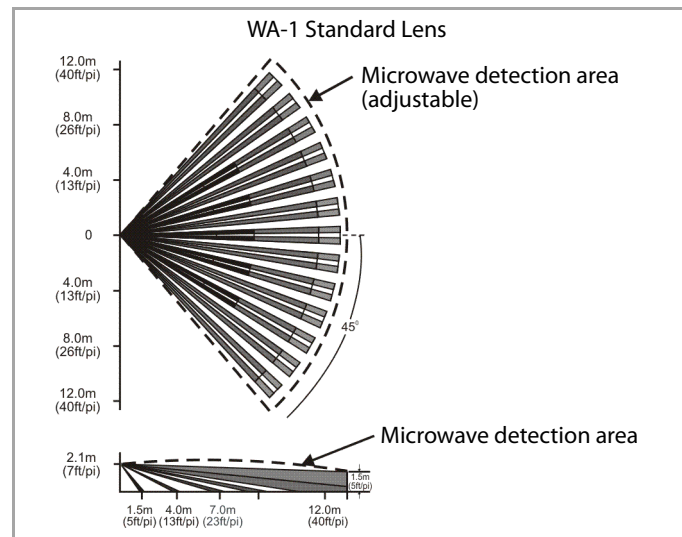 WA-1 Standard Lens
12.0m
(40ft/pi)
Microwave detection area
(adjustable)
8.0m
(26ft/pi)
4.0m
(13ft/pi)
0
4.0m
(13ft/pi)
45°
8.0m
(26ft/pi)
12.0m
(40ft/pi)
Microwave detection area
2.1m
(7ft/pi)
1.5m
(5ft/pi)
1.5m 4.0m 7.0m 12.0m
(5ft/pi) (13ft/pi) (23ft/pi) (40ft/pi)